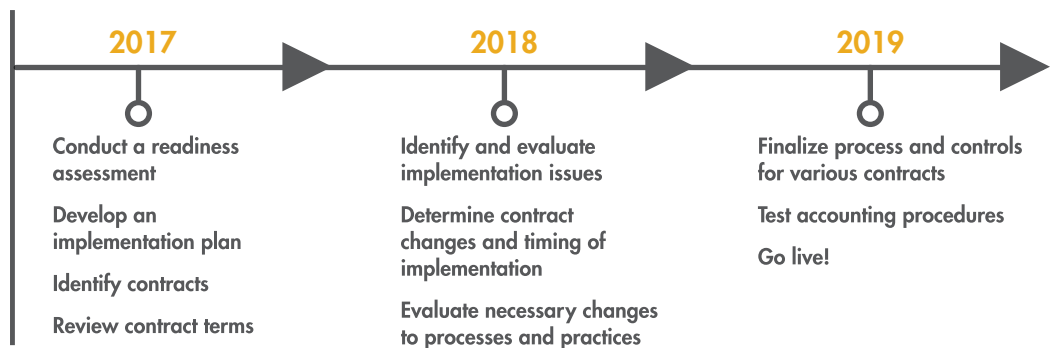 2017
Conduct a readiness
assessment
Develop an
implementation plan
Identify contracts
Review contract terms
2018
Identify and evaluate
implementation issues
Determine contract
changes and timing of
implementation
Evaluate necessary changes
to processes and practices
2019
Finalize process and controls
for various contracts
Test accounting procedures
Go live!